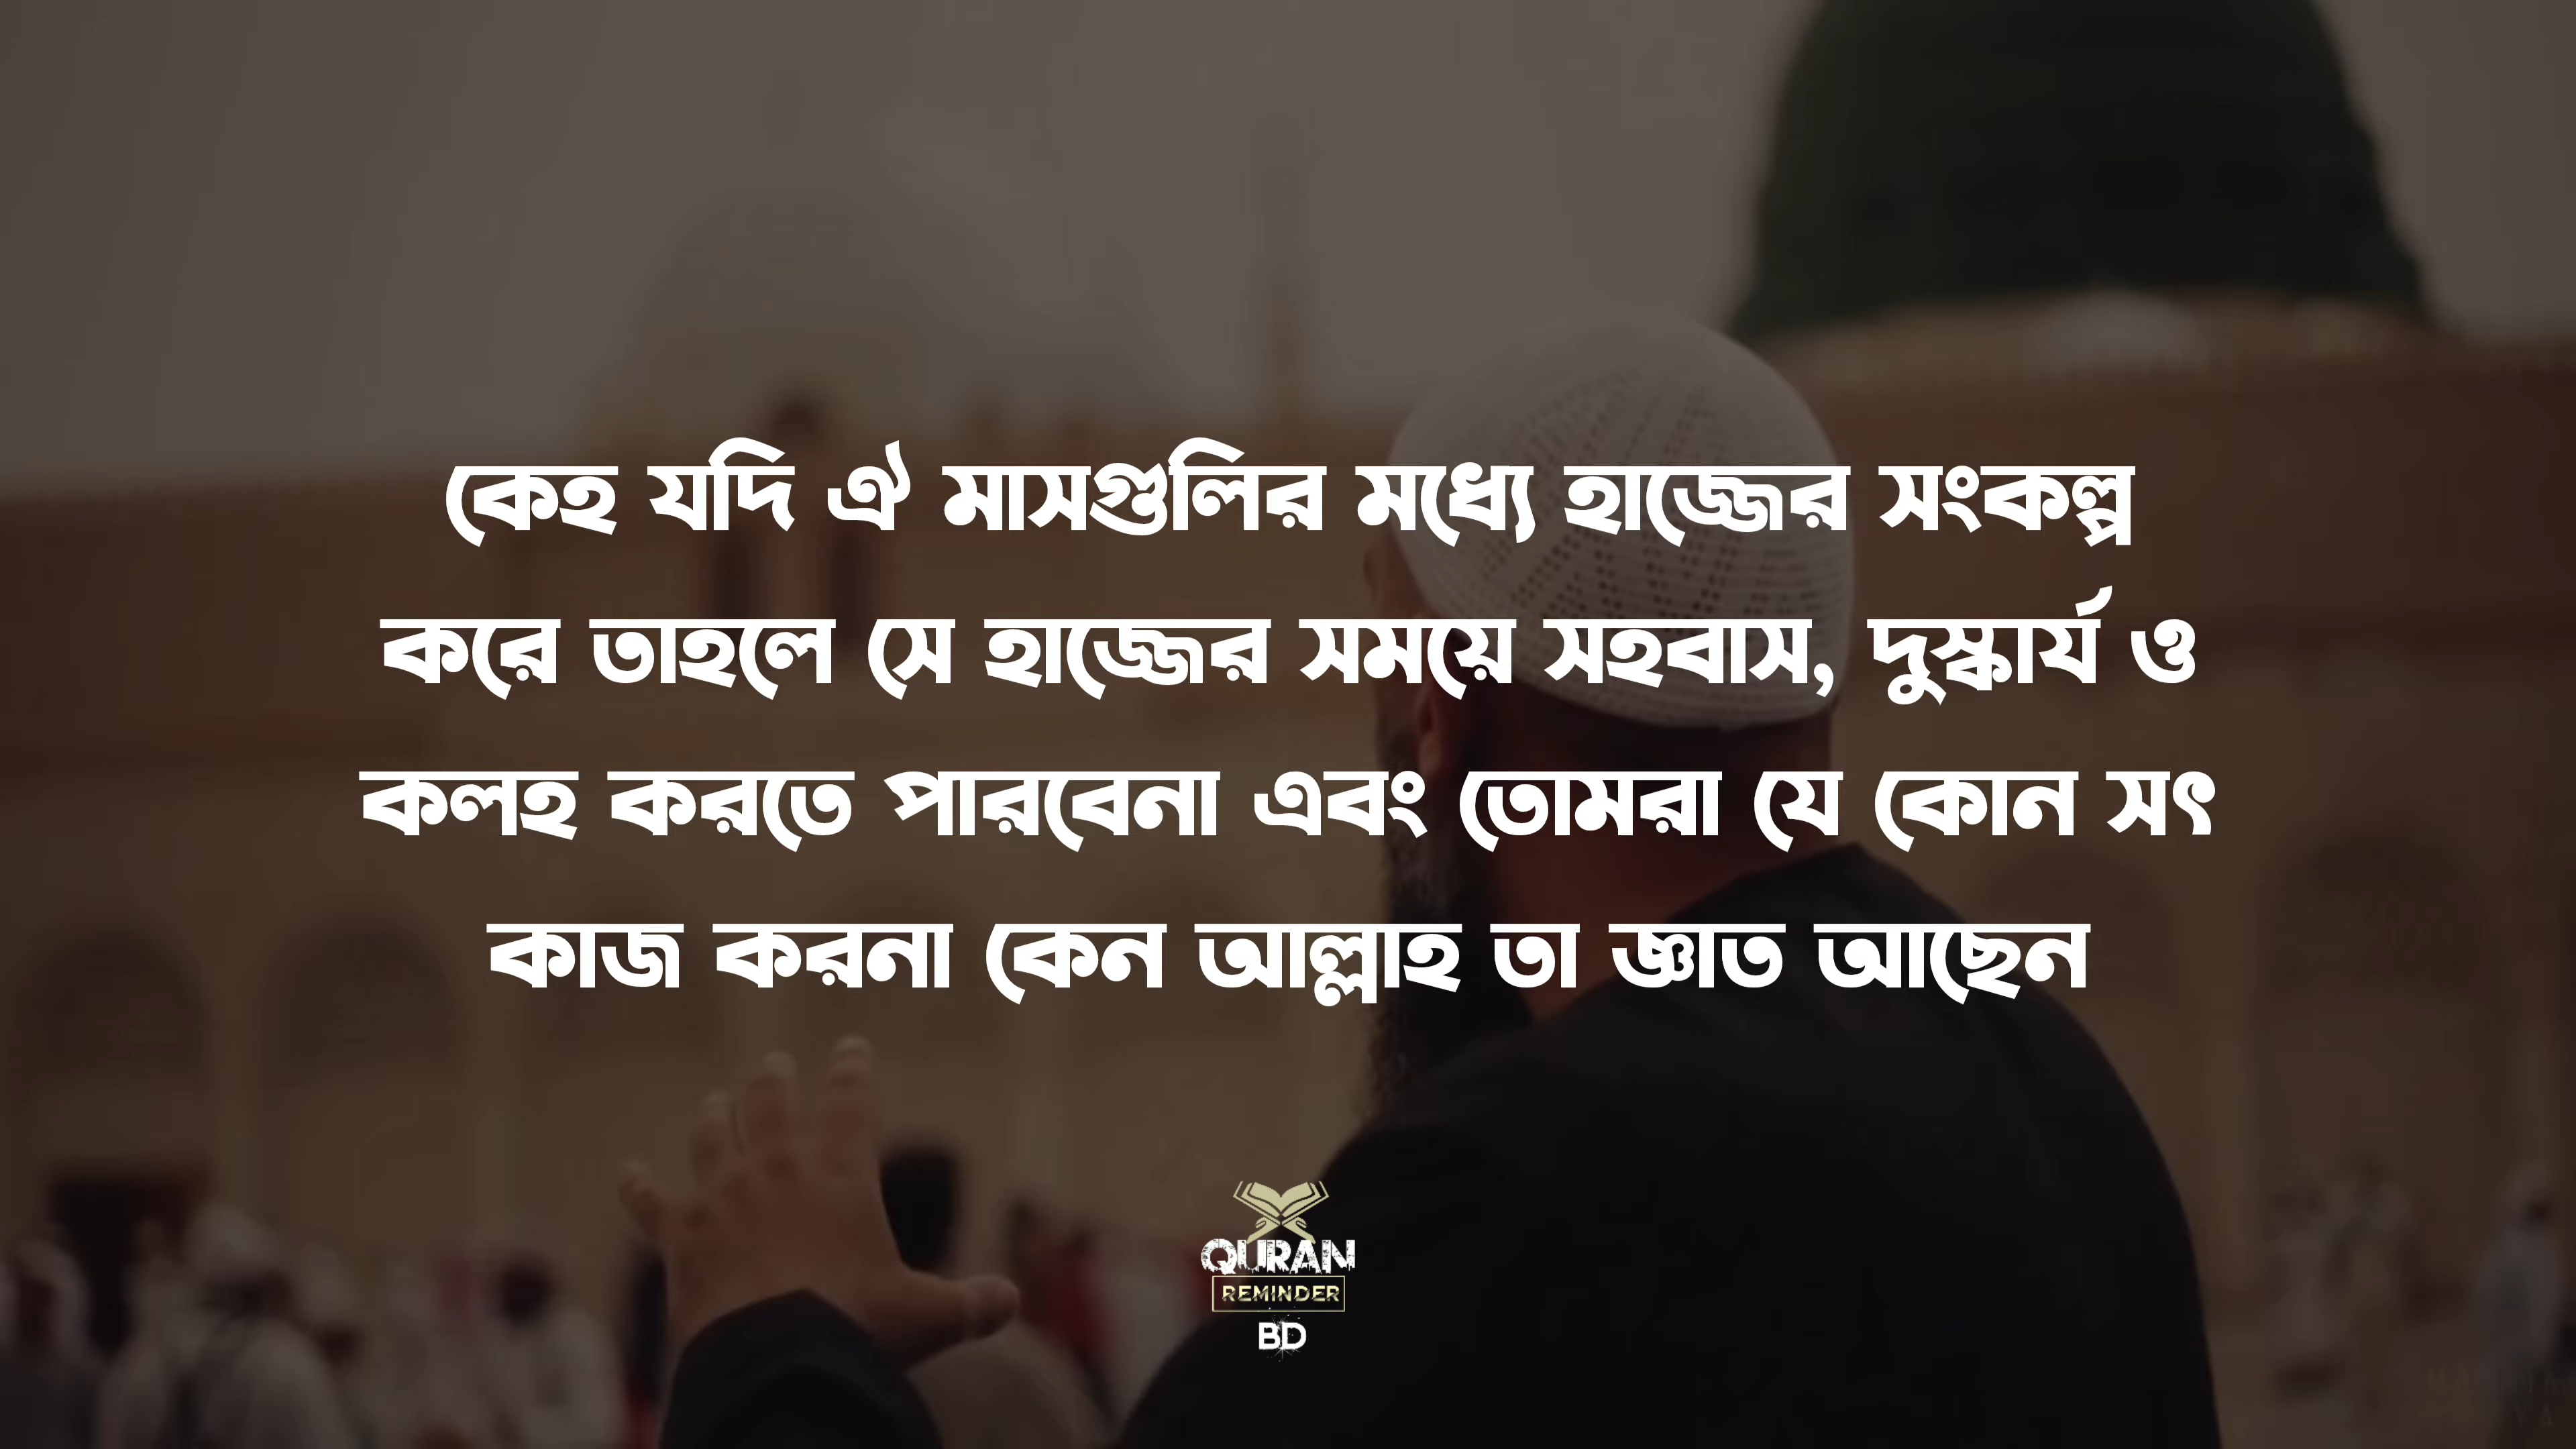 কেহ যদি ঐ মাসগুলির মধ্যে হাজ্জের সংকল্প
করে তাহলে সে হাজ্জের সময়ে সহবাস, দুস্কার্য ও
কলহ করতে পারবেনা এবং তোমরা যে কোন সৎ
কাজ করনা কেন আল্লাহ তা জ্ঞাত আছেন
QURAN
REMINDER
BD